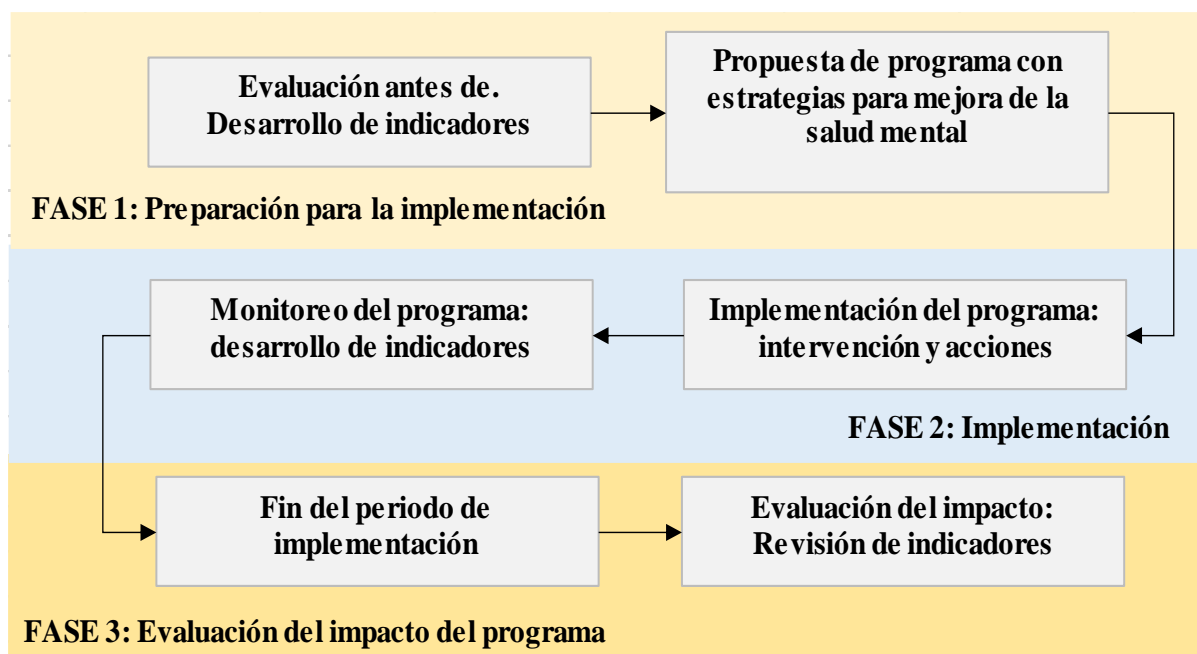 Evaluación antes de.
Desarrollo de indicadores
Propuesta de programa con
estrategias para mejora de la
salud mental
FASE 1: Preparación para la implementación
Monitoreo del programa:
desarrollo de indicadores
Implementación del programa:
intervención y acciones
FASE 2: Implementación
Fin del periodo de
implementación
Evaluación del impacto:
Revisión de indicadores
FASE 3: Evaluación del impacto del programa